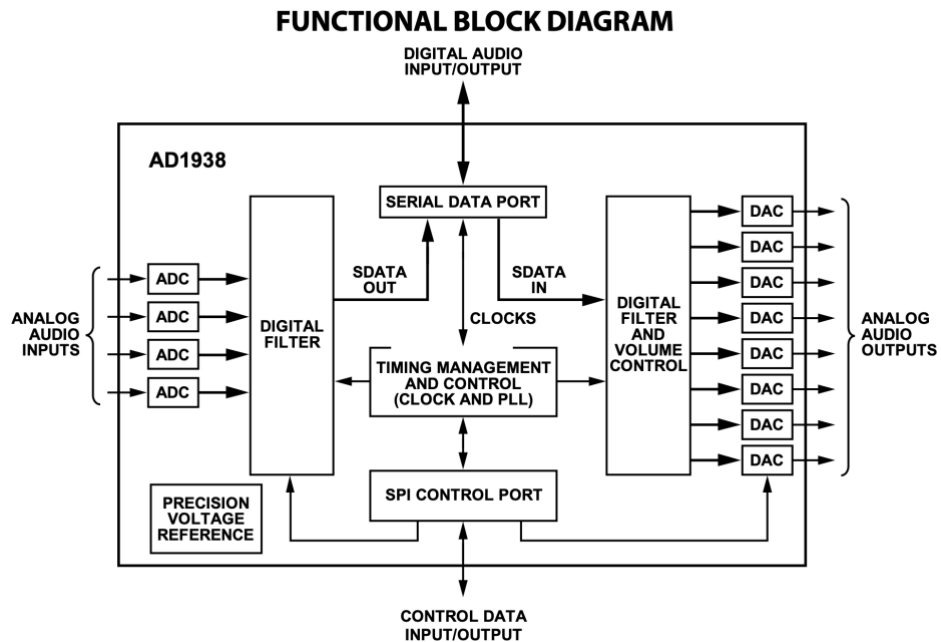 FUNCTIONAL BLOCK DIAGRAM
DIGITAL AUDIO
INPUT/OUTPUT
AD1938
SERIAL DATA PORT
SDATA
OUT
SDATA
IN
CLOCKS
ANALOG
AUDIO
INPUTS
ADC
ADC
ADC
ADC
DIGITAL
FILTER
TIMING MANAGEMENT
AND CONTROL
(CLOCK AND PLL)
DIGITAL
FILTER
AND
VOLUME
CONTROL
DAC
DAC
DAC
DAC
DAC
DAC
DAC
DAC
ANALOG
AUDIO
OUTPUTS
PRECISION
VOLTAGE
REFERENCE
SPI CONTROL PORT
CONTROL DATA
INPUT/OUTPUT